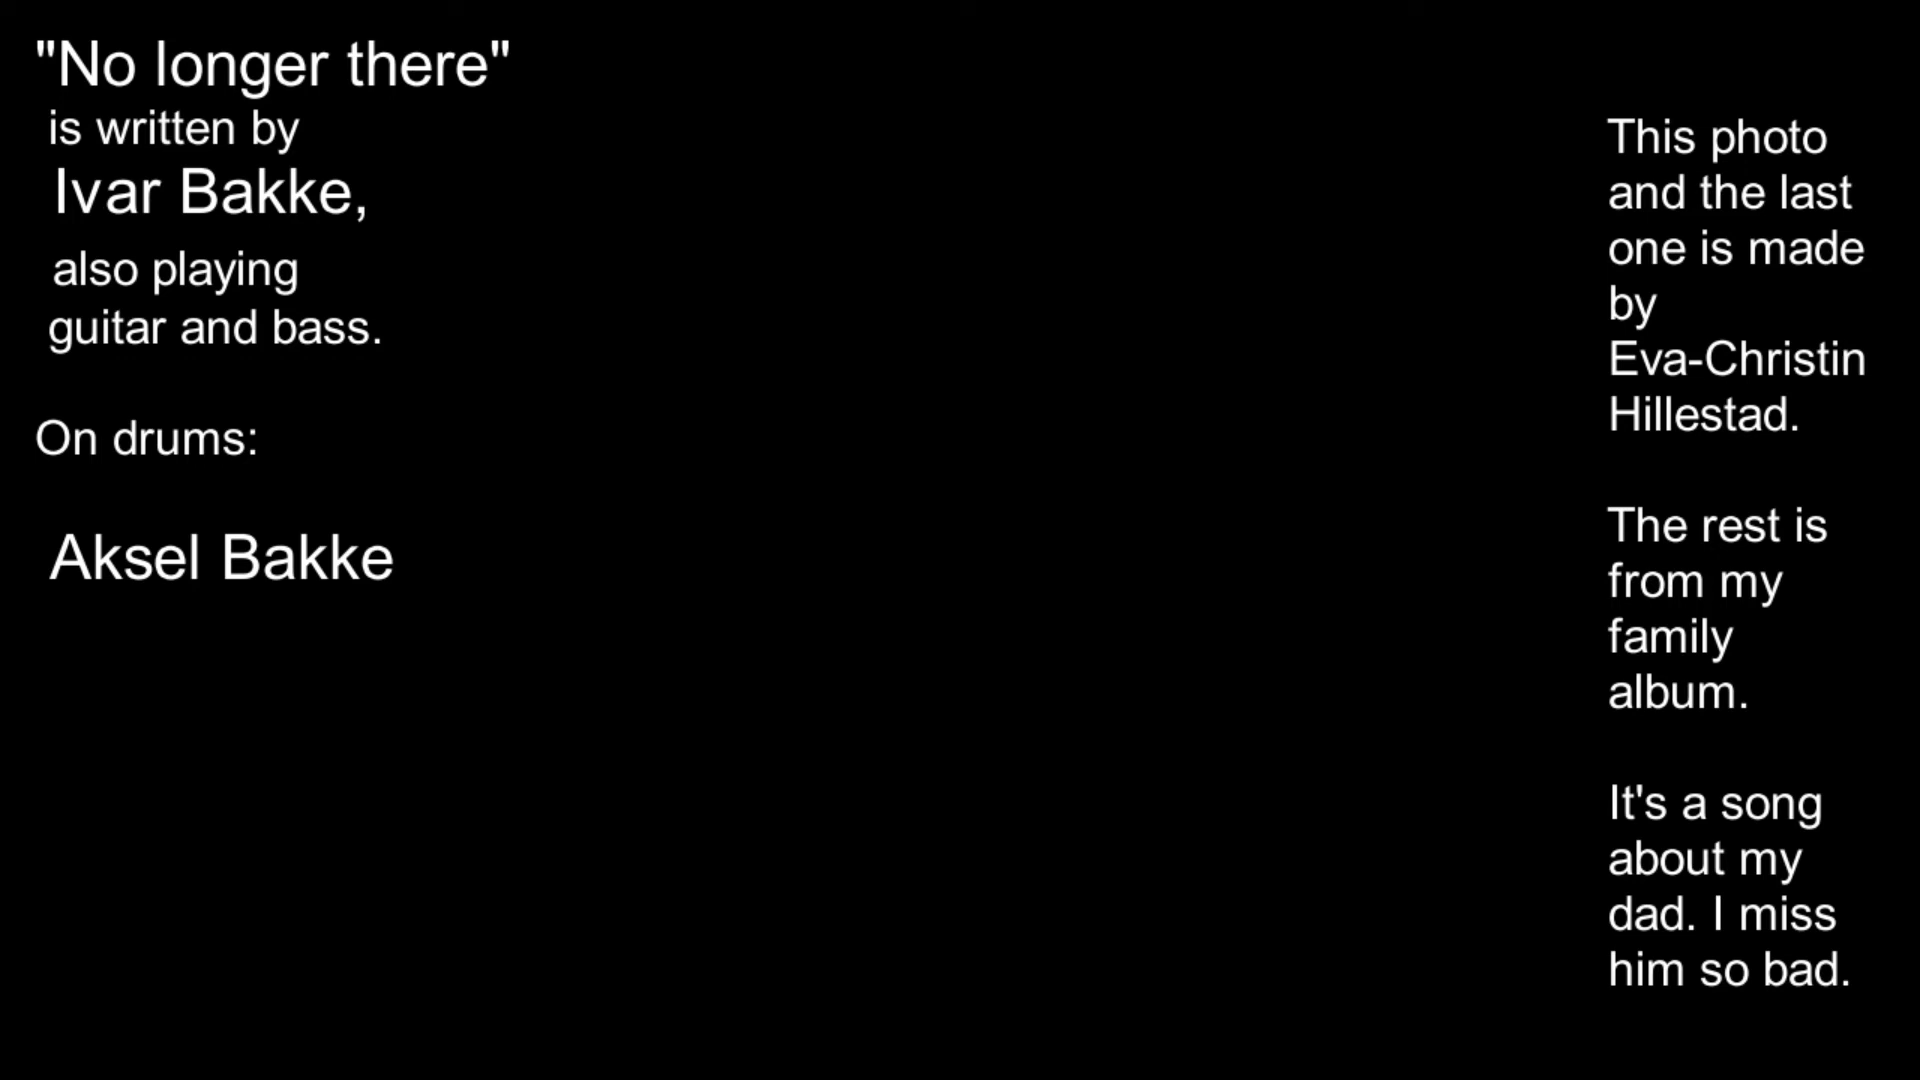 "No longer there"
is written by
Ivar Bakke,
also playing
guitar and bass.
On drums:
Aksel Bakke
This photo
and the last
one is made
by
Eva-Christin
Hillestad.
The rest is
from my
family
album.
It's a song
about my
dad. I miss
him so bad.